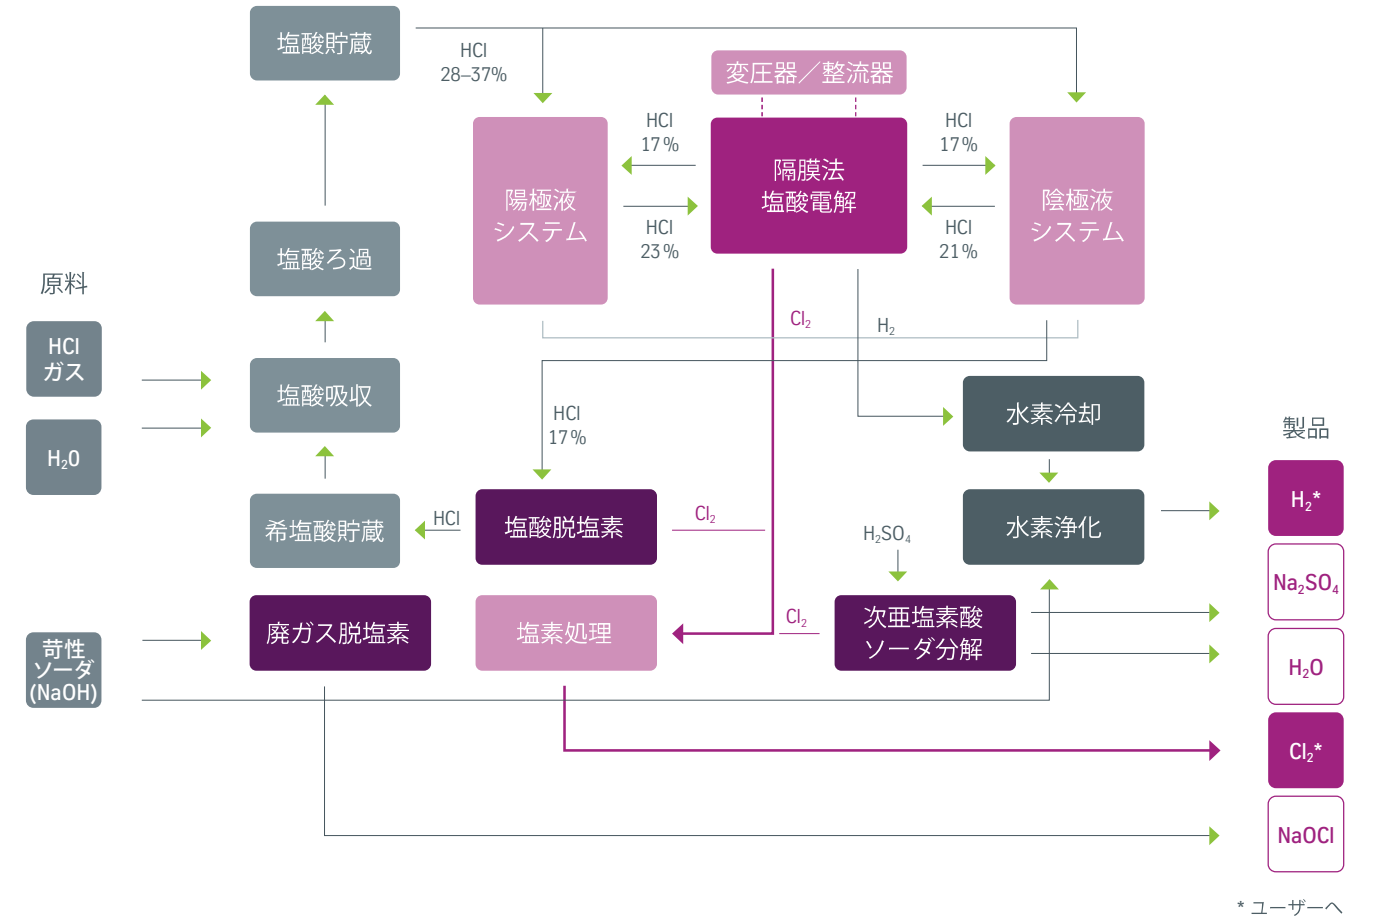 塩酸貯蔵
HCl
28–37%
変圧器／整流器
HCl
17%
HCl
17%
隔膜法
塩酸電解
陽極液
システム
陰極液
システム
HCl
23%
HCl
21%
塩酸ろ過
原料
HCl
ガス
Cl₂
H₂
塩酸吸収
水素冷却
HCl
17%
製品
H₂O
H₂*
HCl
塩酸脱塩素
Cl₂
希塩酸貯蔵
H₂SO₄
水素浄化
Na₂SO₄
廃ガス脱塩素
塩素処理
Cl₂
次亜塩素酸
ソーダ分解
苛性
ソーダ
(NaOH)
H₂O
Cl₂*
NaOCl
* ユーザーへ